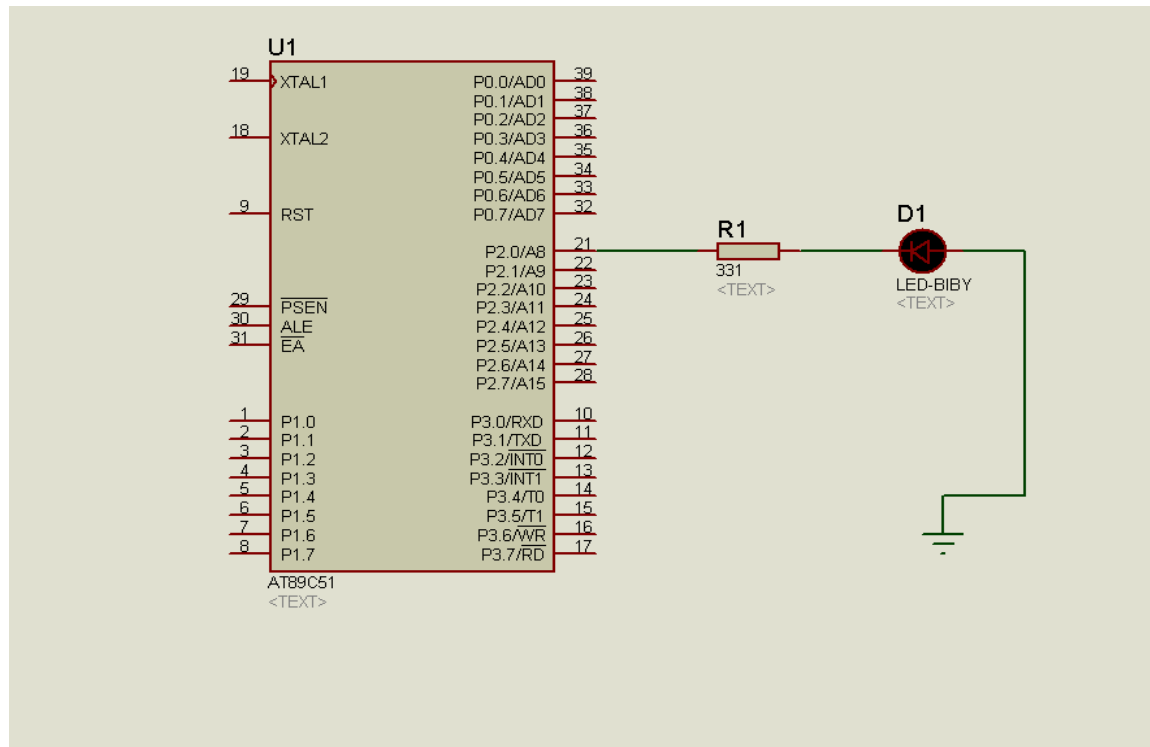 U1
19 XTAL1
18 XTAL2
9 RST
29 PSEN
30 ALE
31 EA
1 P1.0
2 P1.1
3 P1.2
4 P1.3
5 P1.4
6 P1.5
7 P1.6
8 P1.7
P0.0/AD0 39
P0.1/AD1 38
P0.2/AD2 37
P0.3/AD3 36
P0.4/AD4 35
P0.5/AD5 34
P0.6/AD6 33
P0.7/AD7 32
P2.0/A8 21
P2.1/A9 22
P2.2/A10 23
P2.3/A11 24
P2.4/A12 25
P2.5/A13 26
P2.6/A14 27
P2.7/A15 28
P3.0/RXD 10
P3.1/TXD 11
P3.2/INT0 12
P3.3/INT1 13
P3.4/T0 14
P3.5/T1 15
P3.6/WR 16
P3.7/RD 17
AT89C51
<TEXT>
R1
331
<TEXT>
D1
LED-BIBY
<TEXT>